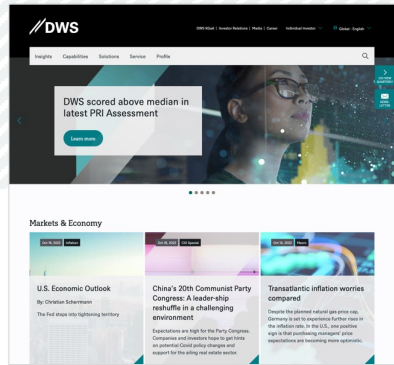 DWS
DWS KGaA | Investor Relations | Media | Career
Individual Investor
Global - English
Insights
Capabilities
Solutions
Service
Profile
DWS scored above median in
latest PRI Assessment
Learn more
NEWS-
LETTER
Markets & Economy
Oct 19, 2022
Inflation
U.S. Economic Outlook
By: Christian Scherrmann
The Fed steps into tightening territory
Oct 18, 2022
CIO Special
China's 20th Communist Party
Congress: A leader-ship
reshuffle in a challenging
environment
Expectations are high for the Party Congress.
Companies and investors hope to get hints
on potential Covid policy changes and
support for the ailing real estate sector.
Macro
Transatlantic inflation worries
compared
Despite the planned natural gas price cap,
Germany is set to experience further rises in
the inflation rate. In the U.S., one positive
sign is that purchasing managers' price
expectations are becoming more optimistic.